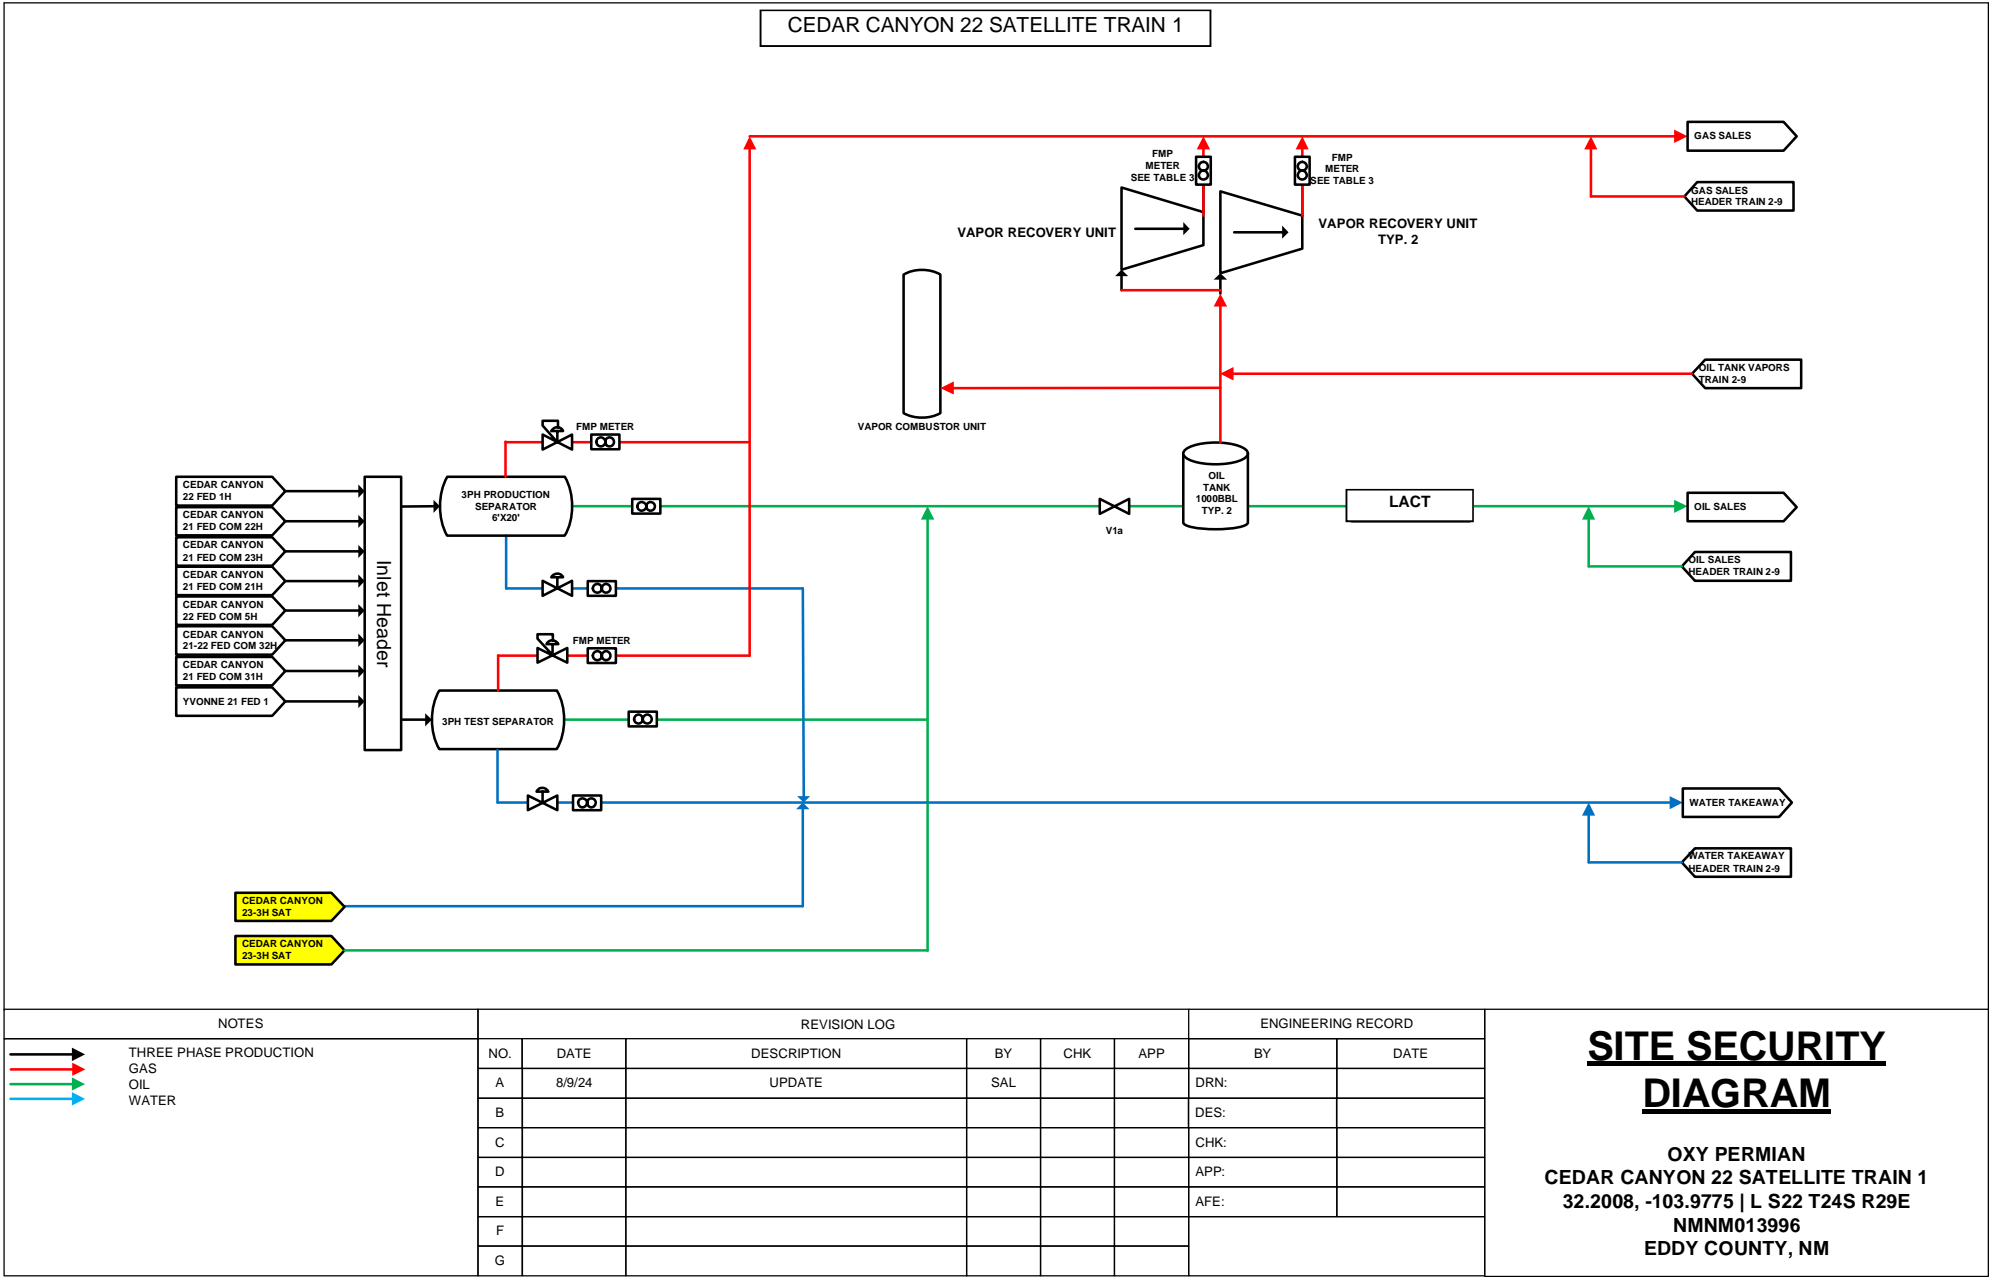 CEDAR CANYON 22 SATELLITE TRAIN 1
GAS SALES
FMP
METER
SEE TABLE 3
FMP
METER
SEE TABLE 3
GAS SALES
HEADER TRAIN 2-9
VAPOR RECOVERY UNIT
VAPOR RECOVERY UNIT
TYP. 2
OIL TANK VAPORS
TRAIN 2-9
VAPOR COMBUSTOR UNIT
FMP METER
CEDAR CANYON
22 FED 1H
CEDAR CANYON
21 FED COM 22H
CEDAR CANYON
21 FED COM 23H
CEDAR CANYON
21 FED COM 21H
CEDAR CANYON
22 FED COM 5H
CEDAR CANYON
21-22 FED COM 32H
CEDAR CANYON
21 FED COM 31H
YVONNE 21 FED 1
Inlet Header
3PH PRODUCTION
SEPARATOR
6'X20'
V1a
OIL
TANK
1000BBL
TYP. 2
LACT
OIL SALES
OIL SALES
HEADER TRAIN 2-9
FMP METER
3PH TEST SEPARATOR
WATER TAKEAWAY
WATER TAKEAWAY
HEADER TRAIN 2-9
CEDAR CANYON
23-3H SAT
CEDAR CANYON
23-3H SAT
NOTES
THREE PHASE PRODUCTION
GAS
OIL
WATER
REVISION LOG
NO. DATE DESCRIPTION BY CHK APP
A 8/9/24 UPDATE SAL
B
C
D
E
F
G
ENGINEERING RECORD
BY DATE
DRN:
DES:
CHK:
APP:
AFE:
SITE SECURITY
DIAGRAM
OXY PERMIAN
CEDAR CANYON 22 SATELLITE TRAIN 1
32.2008, -103.9775 | L S22 T24S R29E
NMNM013996
EDDY COUNTY, NM